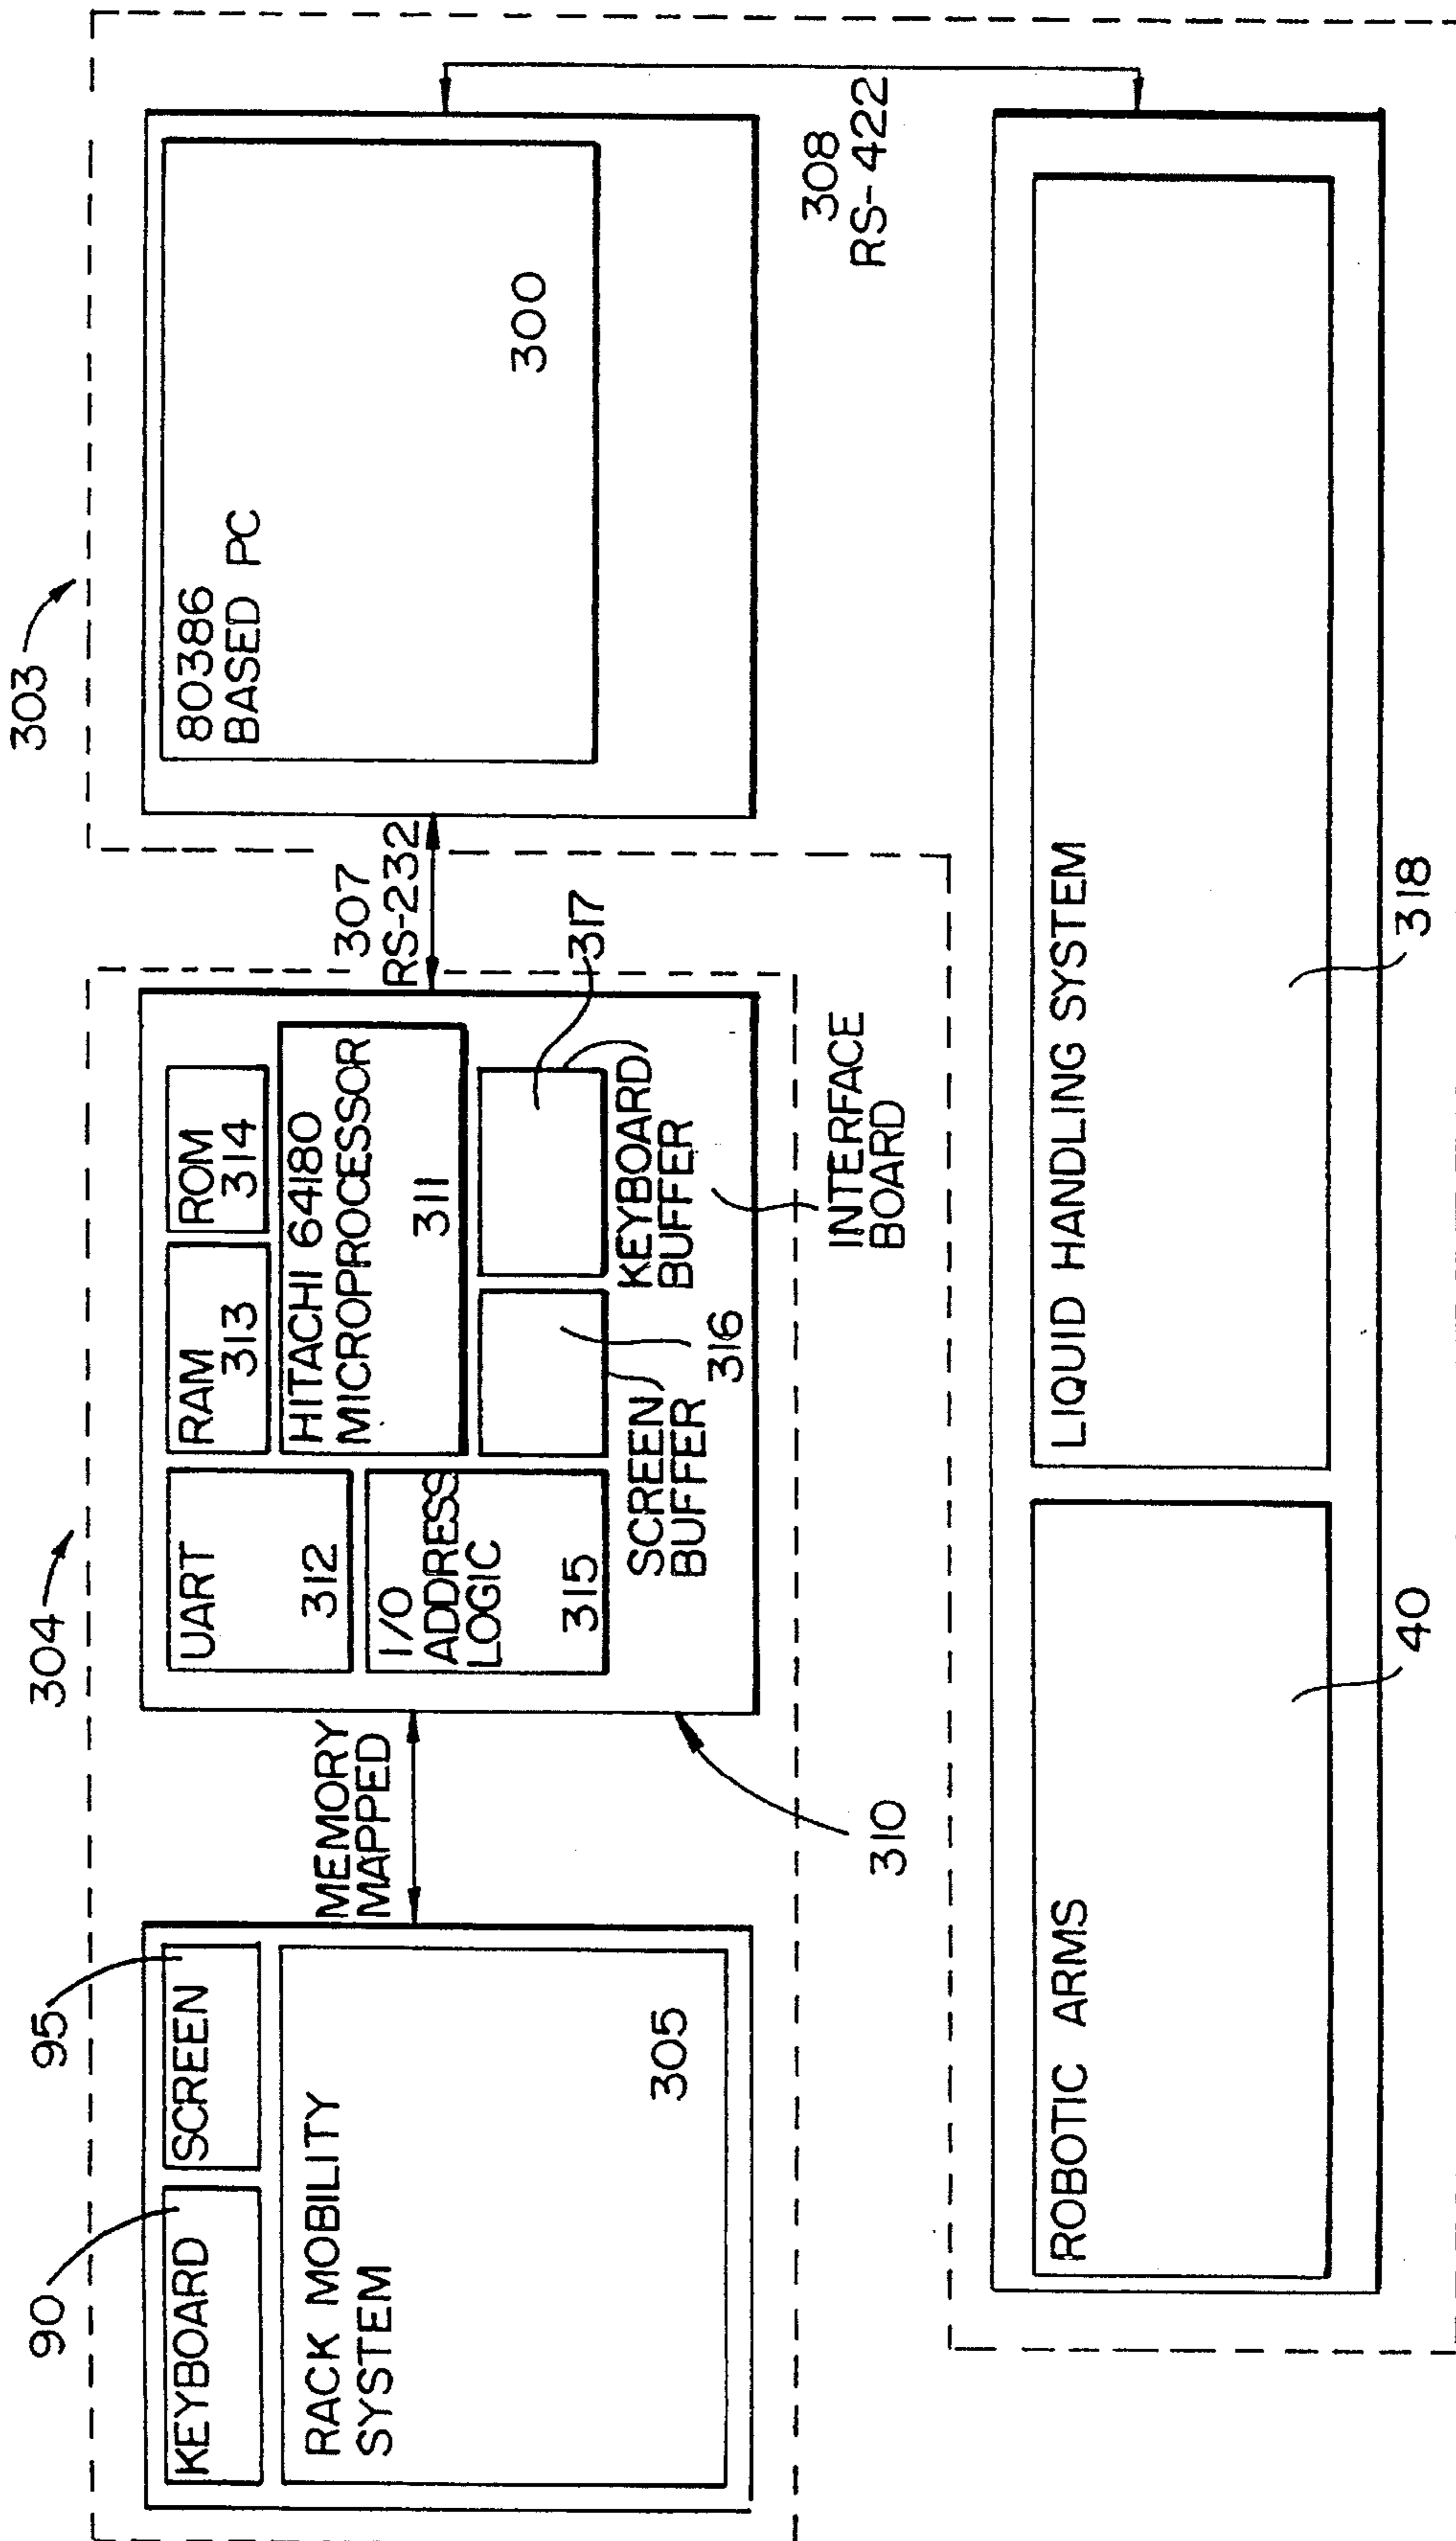 303
304
95
90
KEYBOARD
SCREEN
RACK MOBILITY
SYSTEM
305
MEMORY
MAPPED
310
UART
312
RAM
313
ROM
314
HITACHI 64180
MICROPROCESSOR
311
I/O
ADDRESS
LOGIC
315
SCREEN
BUFFER
316
KEYBOARD
BUFFER
317
INTERFACE
BOARD
307
RS-232
80386
BASED PC
300
308
RS-422
ROBOTIC ARMS
40
LIQUID HANDLING SYSTEM
318